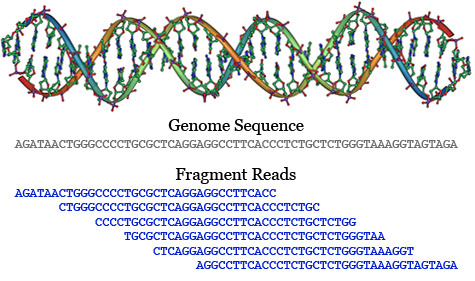 Genome Sequence
AGATAACTGGGCCCCTGCGCTCAGGAGGCCTTCACCCTCTGCTCTGGGTAAAGGTAGTAGA
Fragment Reads
AGATAACTGGGCCCCTGCGCTCAGGAGGCCTTCACC
CTGGGCCCCTGCGCTCAGGAGGCCTTCACCCTCTGC
CCCCTGCGCTCAGGAGGCCTTCACCCTCTGCTCTGG
TGCGCTCAGGAGGCCTTCACCCTCTGCTCTGGGTAA
CTCAGGAGGCCTTCACCCTCTGCTCTGGGTAAAGGT
AGGCCTTCACCCTCTGCTCTGGGTAAAGGTAGTAGA